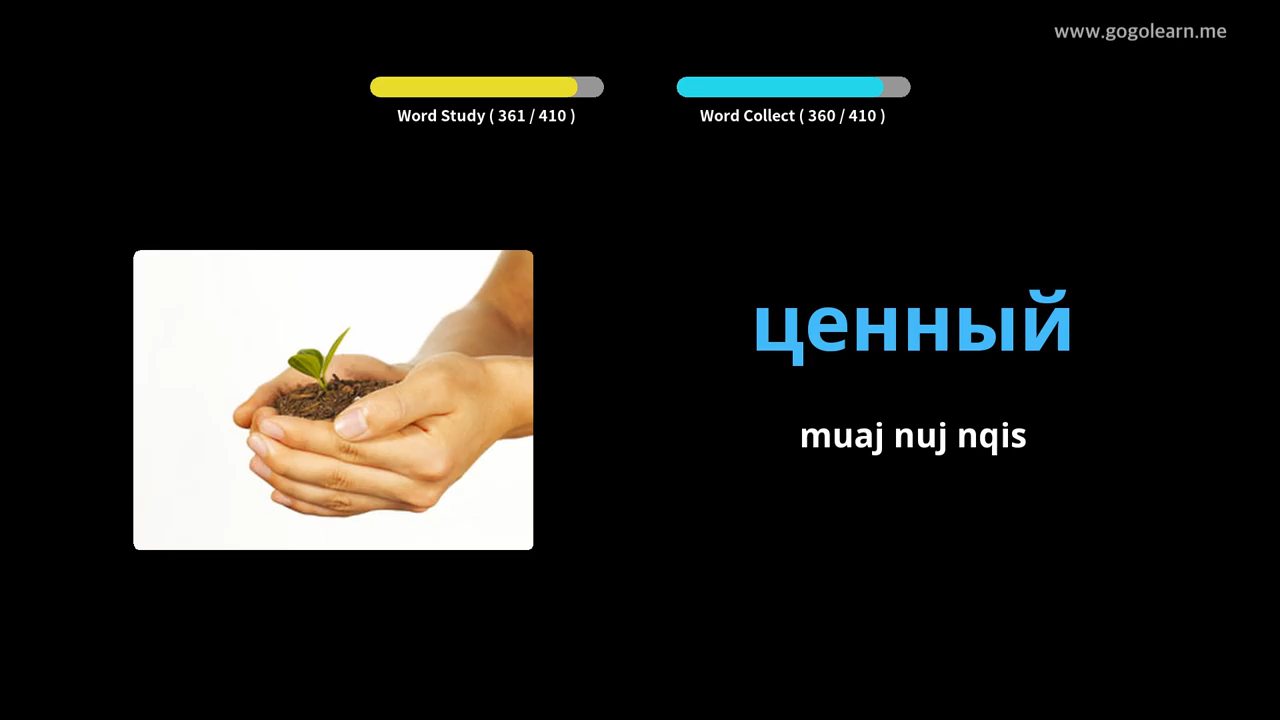 www.gogolearn.me
Word Study ( 361 / 410 )
Word Collect ( 360 / 410 )
ценный
muaj nuj nqis